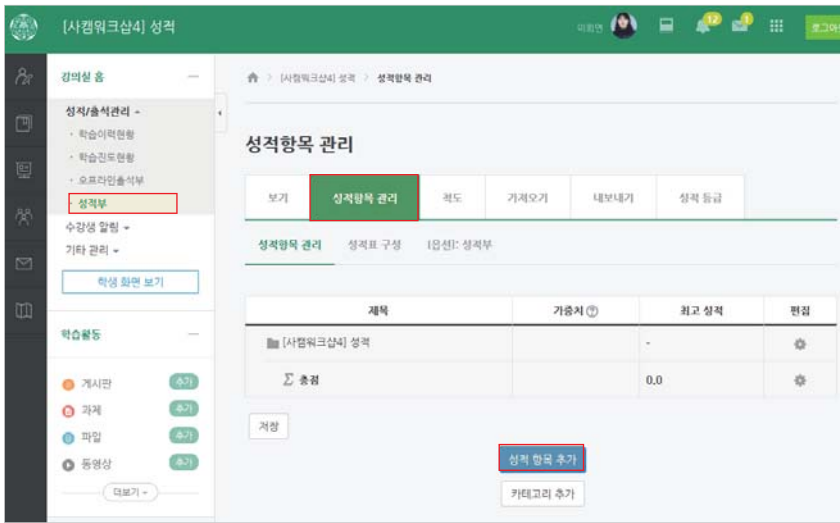 [사캠워크샵4] 성적
이희연
12
1
로그아
강의실 홈
성적/출석관리
· 학습이력현황
· 학습진도현황
· 오프라인출석부
· 성적부
수강생 알림
기타 관리
학생 화면 보기
학습활동
게시판 추가
과제 추가
파일 추가
동영상 추가
더보기
[사캠워크샵4] 성적 > 성적항목 관리
성적항목 관리
보기 성적항목 관리 척도 가져오기 내보내기 성적 등급
성적항목 관리 성적표 구성 [옵션]: 성적부
제목 가중치 ? 최고 성적 편집
[사캠워크샵4] 성적 -
∑ 총점 0.0
저장
성적 항목 추가
카테고리 추가